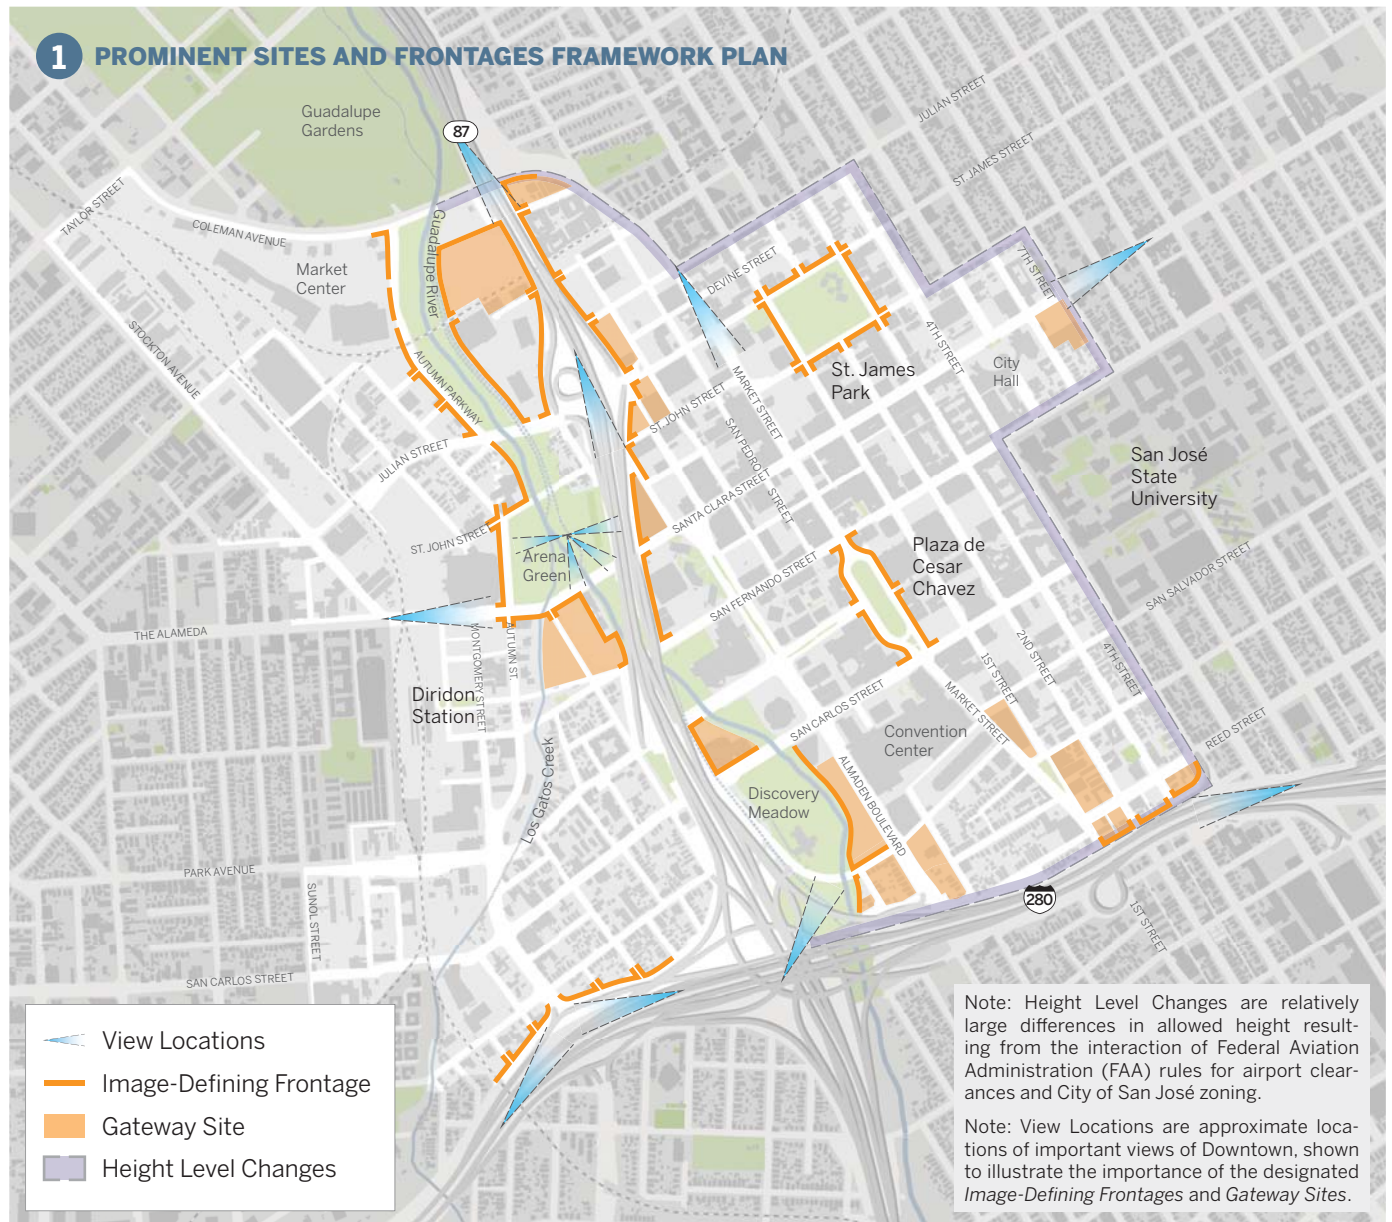 1 PROMINENT SITES AND FRONTAGES FRAMEWORK PLAN
Guadalupe
Gardens
87
JULIAN STREET
ST. JAMES STREET
TAYLOR STREET
COLEMAN AVENUE
Guadalupe River
Market
Center
DEVINE STREET
7TH STREET
STOCKTON AVENUE
AUTUMN PARKWAY
4TH STREET
City
Hall
St. James
Park
MARKET STREET
ST. JOHN STREET
SAN PEDRO STREET
JULIAN STREET
San José
State
University
SANTA CLARA STREET
ST. JOHN STREET
Arena
Green
Plaza de
Cesar
Chavez
SAN FERNANDO STREET
SAN SALVADOR STREET
THE ALAMEDA
MONTGOMERY STREET
AUTUMN ST.
2ND STREET
1ST STREET
4TH STREET
Diridon
Station
SAN CARLOS STREET
MARKET STREET
REED STREET
Convention
Center
Los Gatos Creek
ALMADEN BOULEVARD
Discovery
Meadow
PARK AVENUE
SUNOL STREET
280
1ST STREET
SAN CARLOS STREET
View Locations
Image-Defining Frontage
Gateway Site
Height Level Changes
Note: Height Level Changes are relatively
large differences in allowed height result-
ing from the interaction of Federal Aviation
Administration (FAA) rules for airport clear-
ances and City of San José zoning.
Note: View Locations are approximate loca-
tions of important views of Downtown, shown
to illustrate the importance of the designated
Image-Defining Frontages and Gateway Sites.